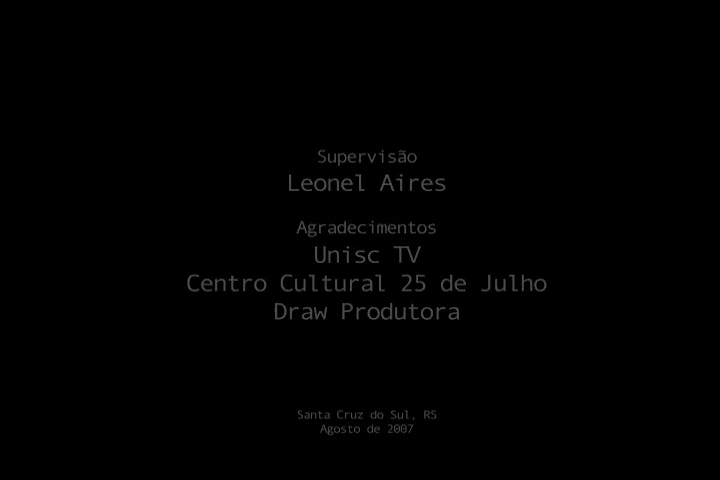 Supervisão
Leonel Aires
Agradecimentos
Unisc TV
Centro Cultural 25 de Julho
Draw Produtora
Santa Cruz do Sul, RS
Agosto de 2007